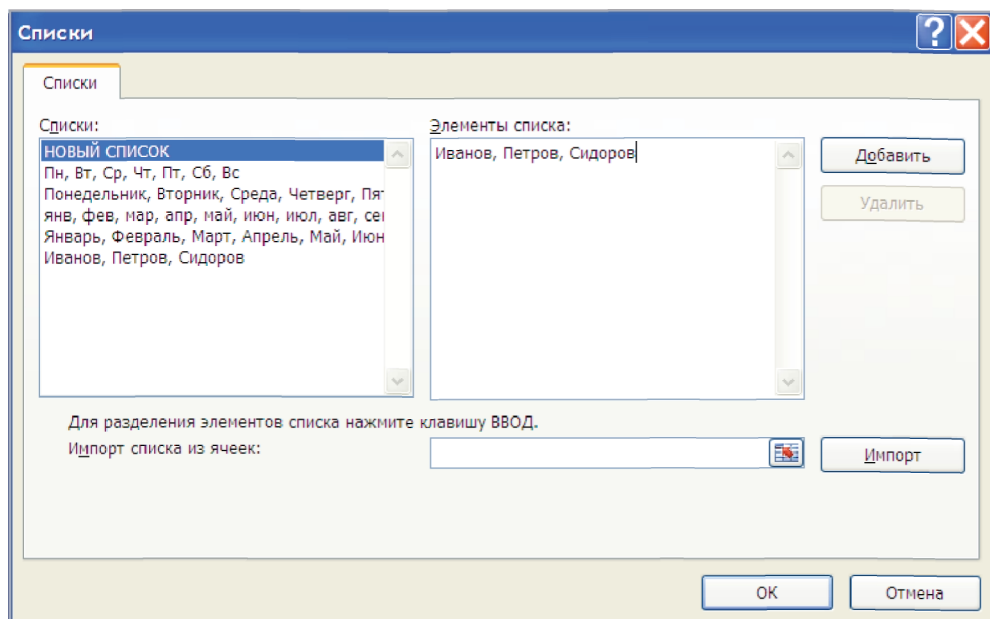 Списки
Списки
Списки:
НОВЫЙ СПИСОК
Пн, Вт, Ср, Чт, Пт, Сб, Вс
Понедельник, Вторник, Среда, Четверг, Пят
янв, фев, мар, апр, май, июн, июл, авг, сен
Январь, Февраль, Март, Апрель, Май, Июн
Иванов, Петров, Сидоров
Элементы списка:
Иванов, Петров, Сидоров
Добавить
Удалить
Для разделения элементов списка нажмите клавишу ВВОД.
Импорт списка из ячеек:
Импорт
ОК
Отмена